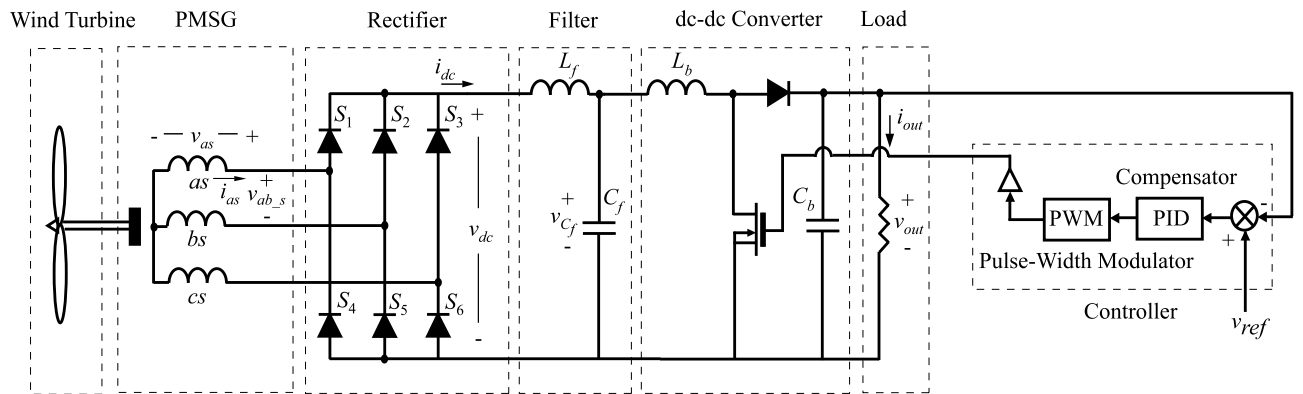 Wind Turbine
PMSG
Rectifier
Filter
dc-dc Converter
Load
i_dc
L_f
L_b
S_1
S_2
S_3
+
i_out
- v_as +
as
i_as
v_ab_s
+
-
bs
cs
v_dc
+
v_Cf
-
C_f
C_b
+
v_out
-
S_4
S_5
S_6
-
Compensator
PWM
PID
-
+
Pulse-Width Modulator
Controller
v_ref